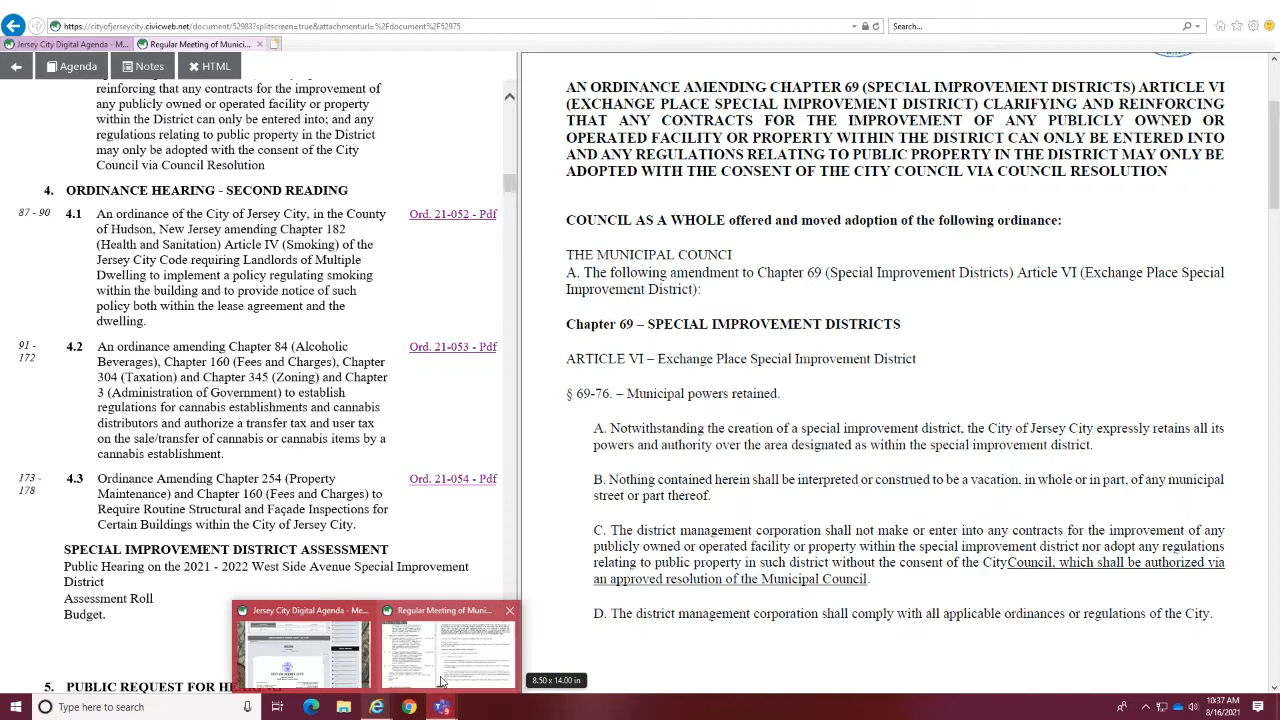 https://cityofjerseycity.civicweb.net/document/52983?splitscreen=true&attachmenturl=%2Fdocument%2F52975
Search...
Jersey City Digital Agenda - M...
Regular Meeting of Munici...
Agenda
Notes
HTML
reinforcing that any contracts for the improvement of
any publicly owned or operated facility or property
within the District can only be entered into; and any
regulations relating to public property in the District
may only be adopted with the consent of the City
Council via Council Resolution
4. ORDINANCE HEARING - SECOND READING
87 - 90
4.1 An ordinance of the City of Jersey City, in the County
of Hudson, New Jersey amending Chapter 182
(Health and Sanitation) Article IV (Smoking) of the
Jersey City Code requiring Landlords of Multiple
Dwelling to implement a policy regulating smoking
within the building and to provide notice of such
policy both within the lease agreement and the
dwelling.
Ord. 21-052 - Pdf
91 -
172
4.2 An ordinance amending Chapter 84 (Alcoholic
Beverages), Chapter 160 (Fees and Charges), Chapter
304 (Taxation) and Chapter 345 (Zoning) and Chapter
3 (Administration of Government) to establish
regulations for cannabis establishments and cannabis
distributors and authorize a transfer tax and user tax
on the sale/transfer of cannabis or cannabis items by a
cannabis establishment.
Ord. 21-053 - Pdf
173 -
178
4.3 Ordinance Amending Chapter 254 (Property
Maintenance) and Chapter 160 (Fees and Charges) to
Require Routine Structural and Façade Inspections for
Certain Buildings within the City of Jersey City.
Ord. 21-054 - Pdf
SPECIAL IMPROVEMENT DISTRICT ASSESSMENT
Public Hearing on the 2021 - 2022 West Side Avenue Special Improvement
District
Assessment Roll
Budget.
5. PUBLIC REQUEST FOR HEARING
AN ORDINANCE AMENDING CHAPTER 69 (SPECIAL IMPROVEMENT DISTRICTS) ARTICLE VI
(EXCHANGE PLACE SPECIAL IMPROVEMENT DISTRICT) CLARIFYING AND REINFORCING
THAT ANY CONTRACTS FOR THE IMPROVEMENT OF ANY PUBLICLY OWNED OR
OPERATED FACILITY OR PROPERTY WITHIN THE DISTRICT CAN ONLY BE ENTERED INTO
AND ANY REGULATIONS RELATING TO PUBLIC PROPERTY IN THE DISTRICT MAY ONLY BE
ADOPTED WITH THE CONSENT OF THE CITY COUNCIL VIA COUNCIL RESOLUTION
COUNCIL AS A WHOLE offered and moved adoption of the following ordinance:
THE MUNICIPAL COUNCI
A. The following amendment to Chapter 69 (Special Improvement Districts) Article VI (Exchange Place Special
Improvement District):
Chapter 69 – SPECIAL IMPROVEMENT DISTRICTS
ARTICLE VI – Exchange Place Special Improvement District
§ 69-76. – Municipal powers retained.
A. Notwithstanding the creation of a special improvement district, the City of Jersey City expressly retains all its
powers and authority over the area designated as within the special improvement district.
B. Nothing contained herein shall be interpreted or construed to be a vacation, in whole or in part, of any municipal
street or part thereof.
C. The district management corporation shall not make or enter into any contracts for the improvement of any
publicly owned or operated facility or property within the special improvement district nor adopt any regulations
relating to public property in such district without the consent of the CityCouncil, which shall be authorized via
an approved resolution of the Municipal Council.
D. The district management corporation shall comply with all applicable municipal
Jersey City Digital Agenda - Me...
Regular Meeting of Muni...
CITY OF JERSEY CITY
8.50 x 14.00 in
Type here to search
10:37 AM
8/16/2021